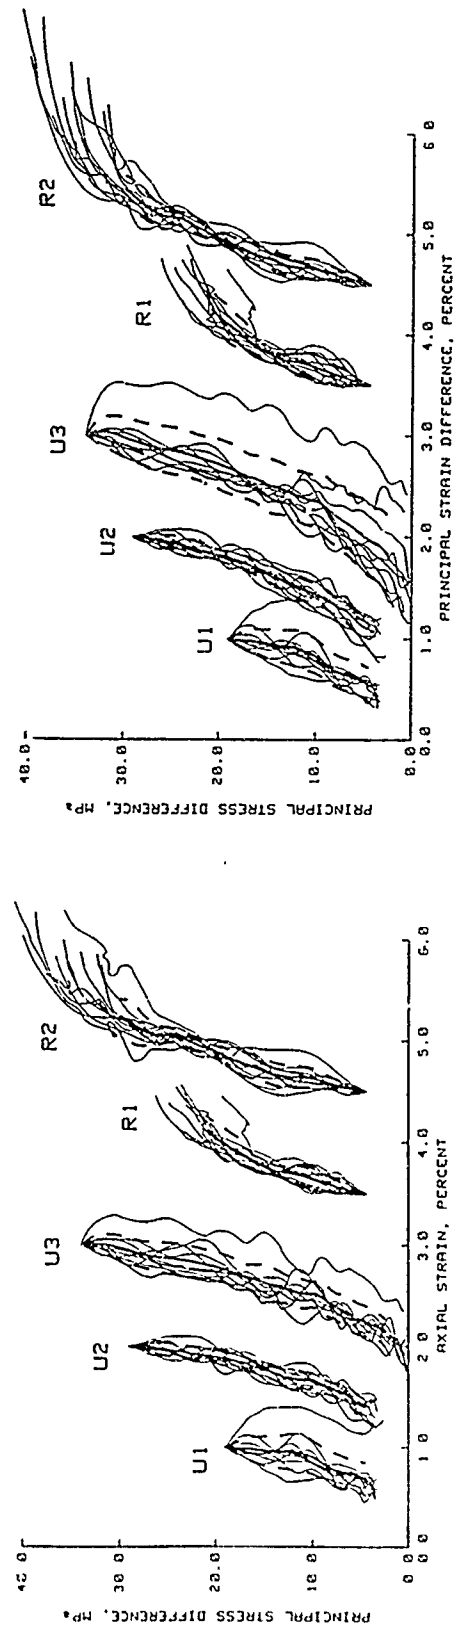 40.0
30.0
20.0
10.0
0 0
PRINCIPAL STRESS DIFFERENCE, MPa
U1
U2
U3
R1
R2
0 0
1 0
2 0
3.0
4.0
5.0
6.0
AXIAL STRAIN, PERCENT
40.0
30.0
20.0
10.0
0.0
PRINCIPAL STRESS DIFFERENCE, MPa
U1
U2
U3
R1
R2
0.0
1.0
2.0
3.0
4.0
5.0
6 0
PRINCIPAL STRAIN DIFFERENCE, PERCENT